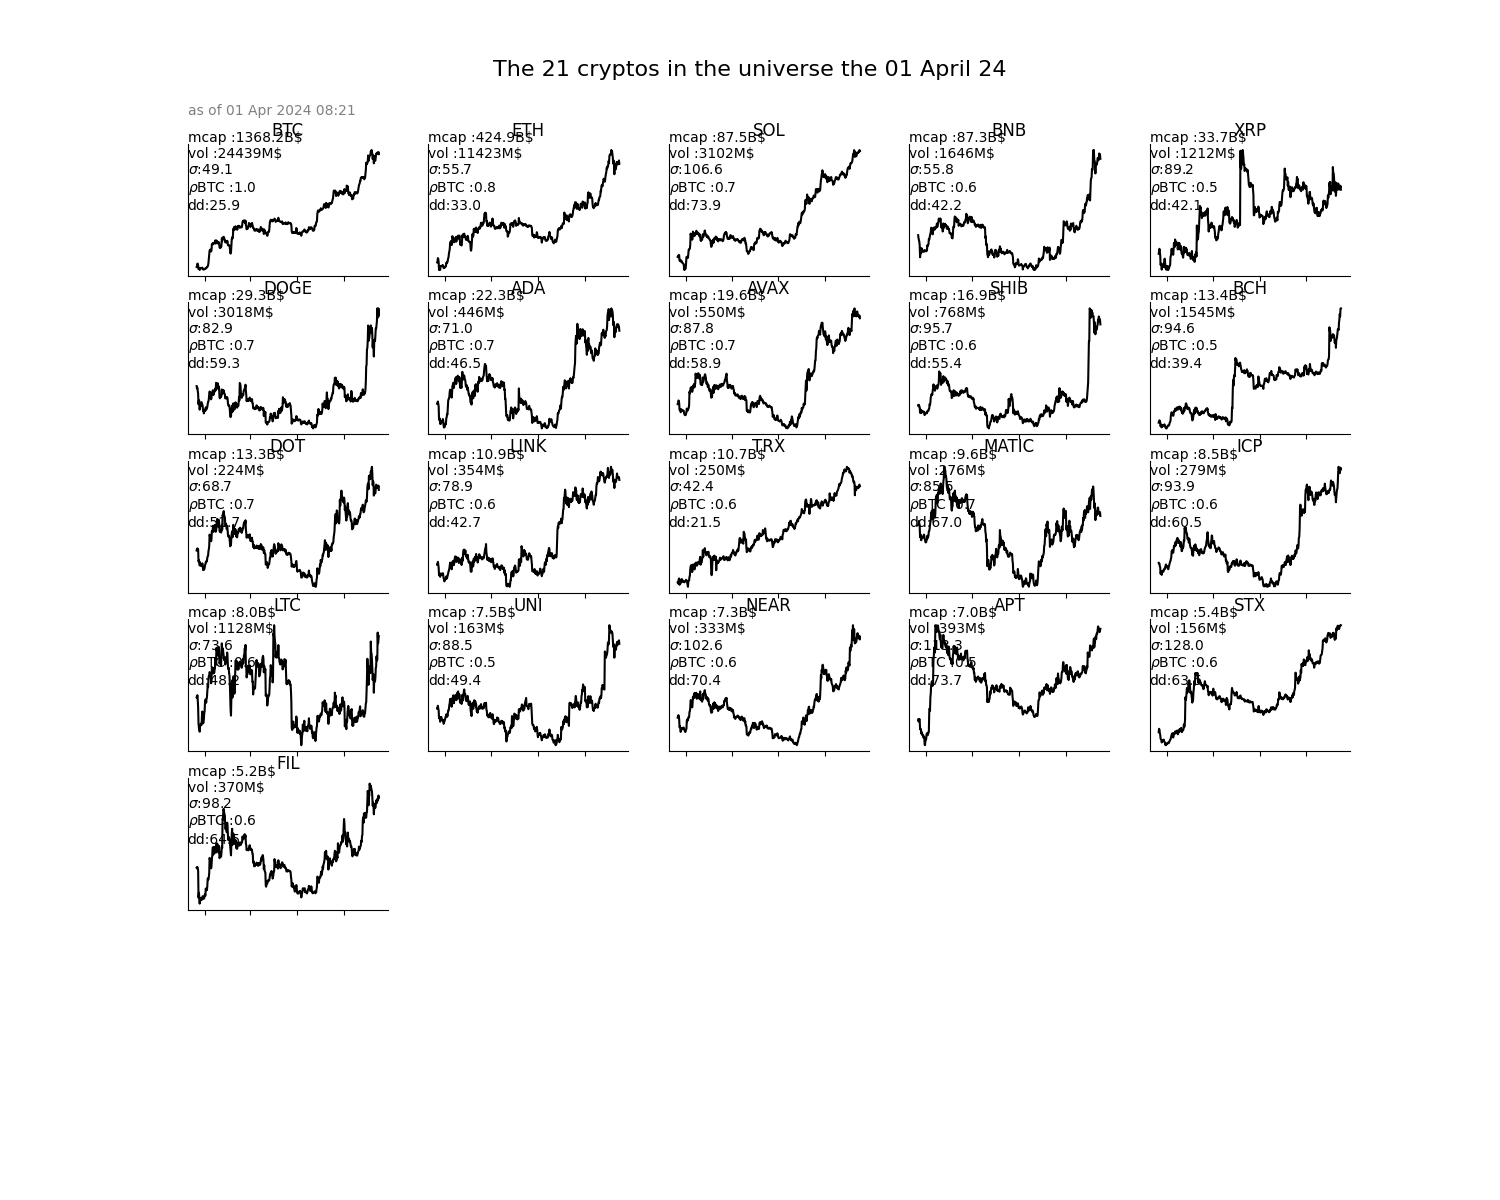 The 21 cryptos in the universe the 01 April 24
as of 01 Apr 2024 08:21
BTC
mcap :1368.2B$
vol :24439M$
σ:49.1
ρBTC :1.0
dd:25.9
ETH
mcap :424.9B$
vol :11423M$
σ:55.7
ρBTC :0.8
dd:33.0
SOL
mcap :87.5B$
vol :3102M$
σ:106.6
ρBTC :0.7
dd:73.9
BNB
mcap :87.3B$
vol :1646M$
σ:55.8
ρBTC :0.6
dd:42.2
XRP
mcap :33.7B$
vol :1212M$
σ:89.2
ρBTC :0.5
dd:42.1
DOGE
mcap :29.3B$
vol :3018M$
σ:82.9
ρBTC :0.7
dd:59.3
ADA
mcap :22.3B$
vol :446M$
σ:71.0
ρBTC :0.7
dd:46.5
AVAX
mcap :19.6B$
vol :550M$
σ:87.8
ρBTC :0.7
dd:58.9
SHIB
mcap :16.9B$
vol :768M$
σ:95.7
ρBTC :0.6
dd:55.4
BCH
mcap :13.4B$
vol :1545M$
σ:94.6
ρBTC :0.5
dd:39.4
DOT
mcap :13.3B$
vol :224M$
σ:68.7
ρBTC :0.7
LINK
mcap :10.9B$
vol :354M$
σ:78.9
ρBTC :0.6
dd:42.7
TRX
mcap :10.7B$
vol :250M$
σ:42.4
ρBTC :0.6
dd:21.5
MATIC
mcap :9.6B$
vol :276M$
ρBTC :0.7
dd:67.0
ICP
mcap :8.5B$
vol :279M$
σ:93.9
ρBTC :0.6
dd:60.5
LTC
mcap :8.0B$
vol :1128M$
σ:73.6
ρBTC :0.6
dd:48.2
UNI
mcap :7.5B$
vol :163M$
σ:88.5
ρBTC :0.5
dd:49.4
NEAR
mcap :7.3B$
vol :333M$
σ:102.6
ρBTC :0.6
dd:70.4
APT
mcap :7.0B$
vol :393M$
ρBTC :0.5
dd:73.7
STX
mcap :5.4B$
vol :156M$
σ:128.0
ρBTC :0.6
FIL
mcap :5.2B$
vol :370M$
σ:98.2
ρBTC :0.6